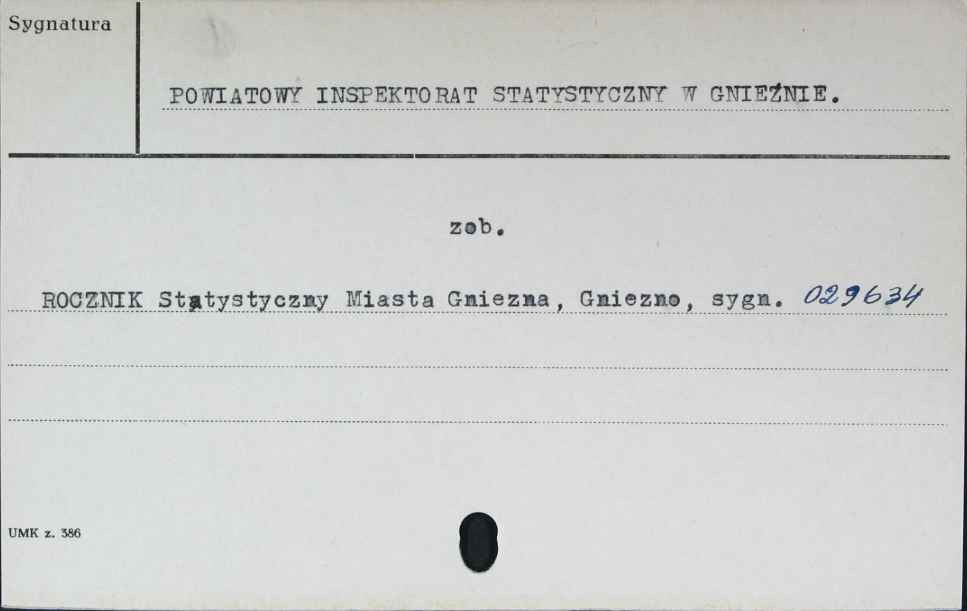 Sygnatura
POWIATOWY INSPEKTORAT STATYSTYCZNY W GNIEŹNIE.
zob.
ROCZNIK Statystyczny Miasta Gniezna, Gniezno, sygn. 029634
UMK z. 386